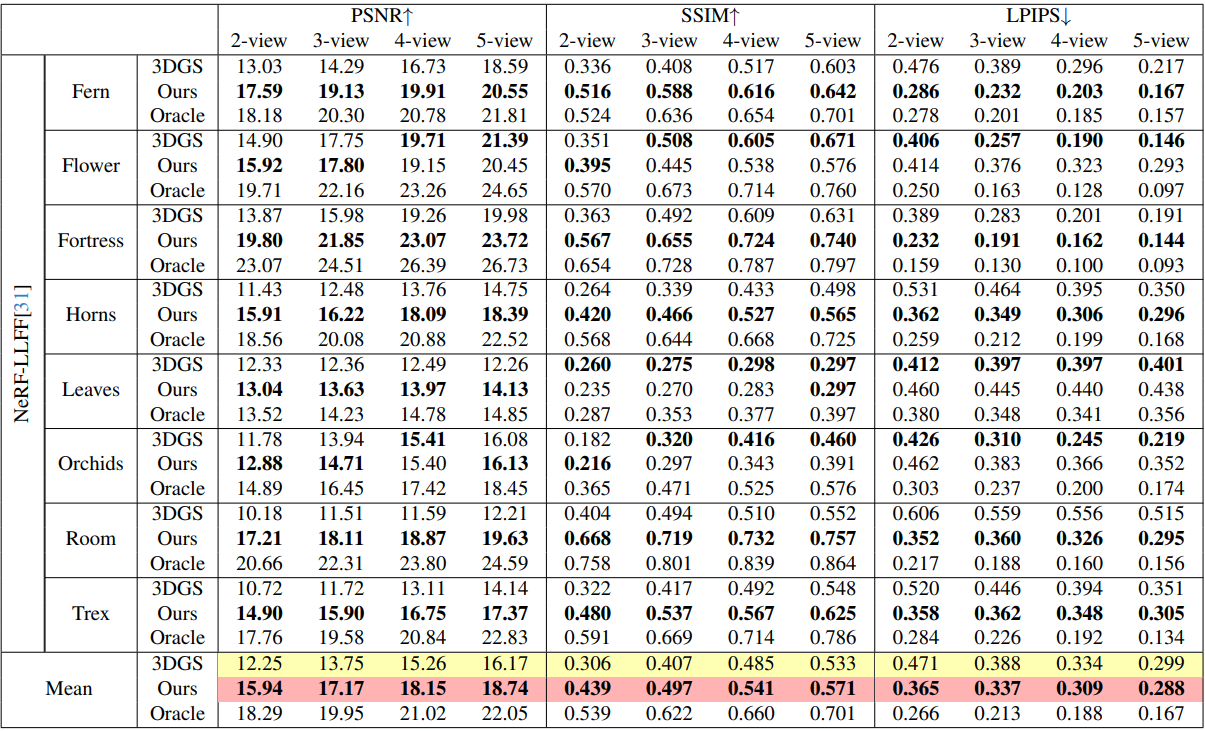 PSNR↑ SSIM↑ LPIPS↓
2-view 3-view 4-view 5-view 2-view 3-view 4-view 5-view 2-view 3-view 4-view 5-view
NeRF-LLFF[31]
3DGS 13.03 14.29 16.73 18.59 0.336 0.408 0.517 0.603 0.476 0.389 0.296 0.217
Fern Ours 17.59 19.13 19.91 20.55 0.516 0.588 0.616 0.642 0.286 0.232 0.203 0.167
Oracle 18.18 20.30 20.78 21.81 0.524 0.636 0.654 0.701 0.278 0.201 0.185 0.157
3DGS 14.90 17.75 19.71 21.39 0.351 0.508 0.605 0.671 0.406 0.257 0.190 0.146
Flower Ours 15.92 17.80 19.15 20.45 0.395 0.445 0.538 0.576 0.414 0.376 0.323 0.293
Oracle 19.71 22.16 23.26 24.65 0.570 0.673 0.714 0.760 0.250 0.163 0.128 0.097
3DGS 13.87 15.98 19.26 19.98 0.363 0.492 0.609 0.631 0.389 0.283 0.201 0.191
Fortress Ours 19.80 21.85 23.07 23.72 0.567 0.655 0.724 0.740 0.232 0.191 0.162 0.144
Oracle 23.07 24.51 26.39 26.73 0.654 0.728 0.787 0.797 0.159 0.130 0.100 0.093
3DGS 11.43 12.48 13.76 14.75 0.264 0.339 0.433 0.498 0.531 0.464 0.395 0.350
Horns Ours 15.91 16.22 18.09 18.39 0.420 0.466 0.527 0.565 0.362 0.349 0.306 0.296
Oracle 18.56 20.08 20.88 22.52 0.568 0.644 0.668 0.725 0.259 0.212 0.199 0.168
3DGS 12.33 12.36 12.49 12.26 0.260 0.275 0.298 0.297 0.412 0.397 0.397 0.401
Leaves Ours 13.04 13.63 13.97 14.13 0.235 0.270 0.283 0.297 0.460 0.445 0.440 0.438
Oracle 13.52 14.23 14.78 14.85 0.287 0.353 0.377 0.397 0.380 0.348 0.341 0.356
3DGS 11.78 13.94 15.41 16.08 0.182 0.320 0.416 0.460 0.426 0.310 0.245 0.219
Orchids Ours 12.88 14.71 15.40 16.13 0.216 0.297 0.343 0.391 0.462 0.383 0.366 0.352
Oracle 14.89 16.45 17.42 18.45 0.365 0.471 0.525 0.576 0.303 0.237 0.200 0.174
3DGS 10.18 11.51 11.59 12.21 0.404 0.494 0.510 0.552 0.606 0.559 0.556 0.515
Room Ours 17.21 18.11 18.87 19.63 0.668 0.719 0.732 0.757 0.352 0.360 0.326 0.295
Oracle 20.66 22.31 23.80 24.59 0.758 0.801 0.839 0.864 0.217 0.188 0.160 0.156
3DGS 10.72 11.72 13.11 14.14 0.322 0.417 0.492 0.548 0.520 0.446 0.394 0.351
Trex Ours 14.90 15.90 16.75 17.37 0.480 0.537 0.567 0.625 0.358 0.362 0.348 0.305
Oracle 17.76 19.58 20.84 22.83 0.591 0.669 0.714 0.786 0.284 0.226 0.192 0.134
3DGS 12.25 13.75 15.26 16.17 0.306 0.407 0.485 0.533 0.471 0.388 0.334 0.299
Mean Ours 15.94 17.17 18.15 18.74 0.439 0.497 0.541 0.571 0.365 0.337 0.309 0.288
Oracle 18.29 19.95 21.02 22.05 0.539 0.622 0.660 0.701 0.266 0.213 0.188 0.167